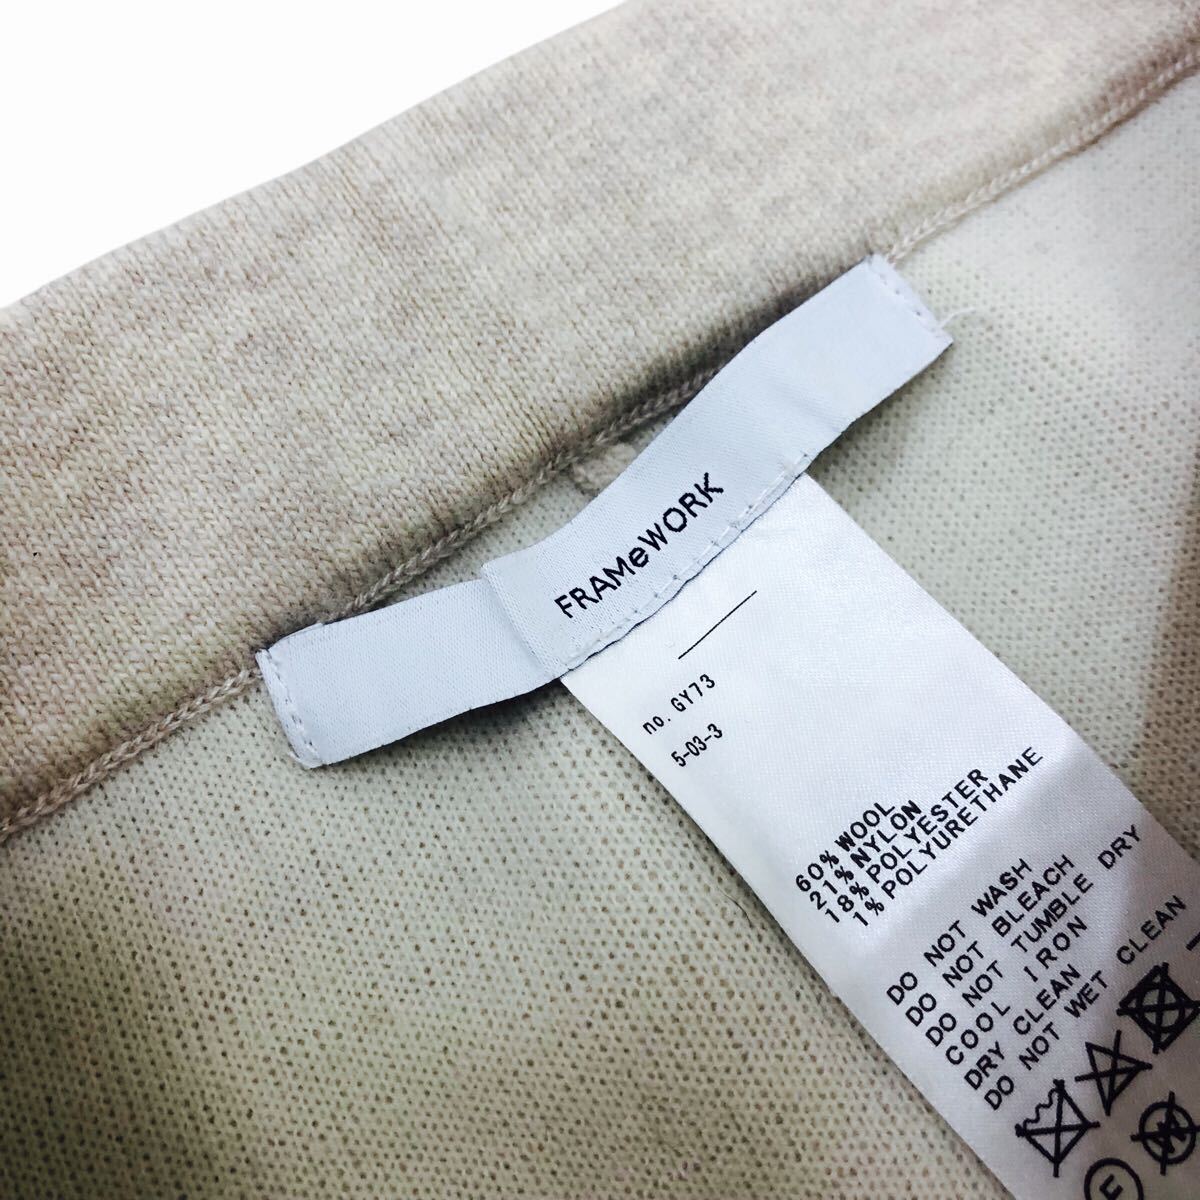 FRAMeWORK
no. GY73
5-03-3
60% WOOL
21% NYLON
18% POLYESTER
1% POLYURETHANE
DO NOT WASH
DO NOT BLEACH
DO NOT TUMBLE DRY
COOL IRON
DRY CLEAN
DO NOT WET CLEAN
F
W